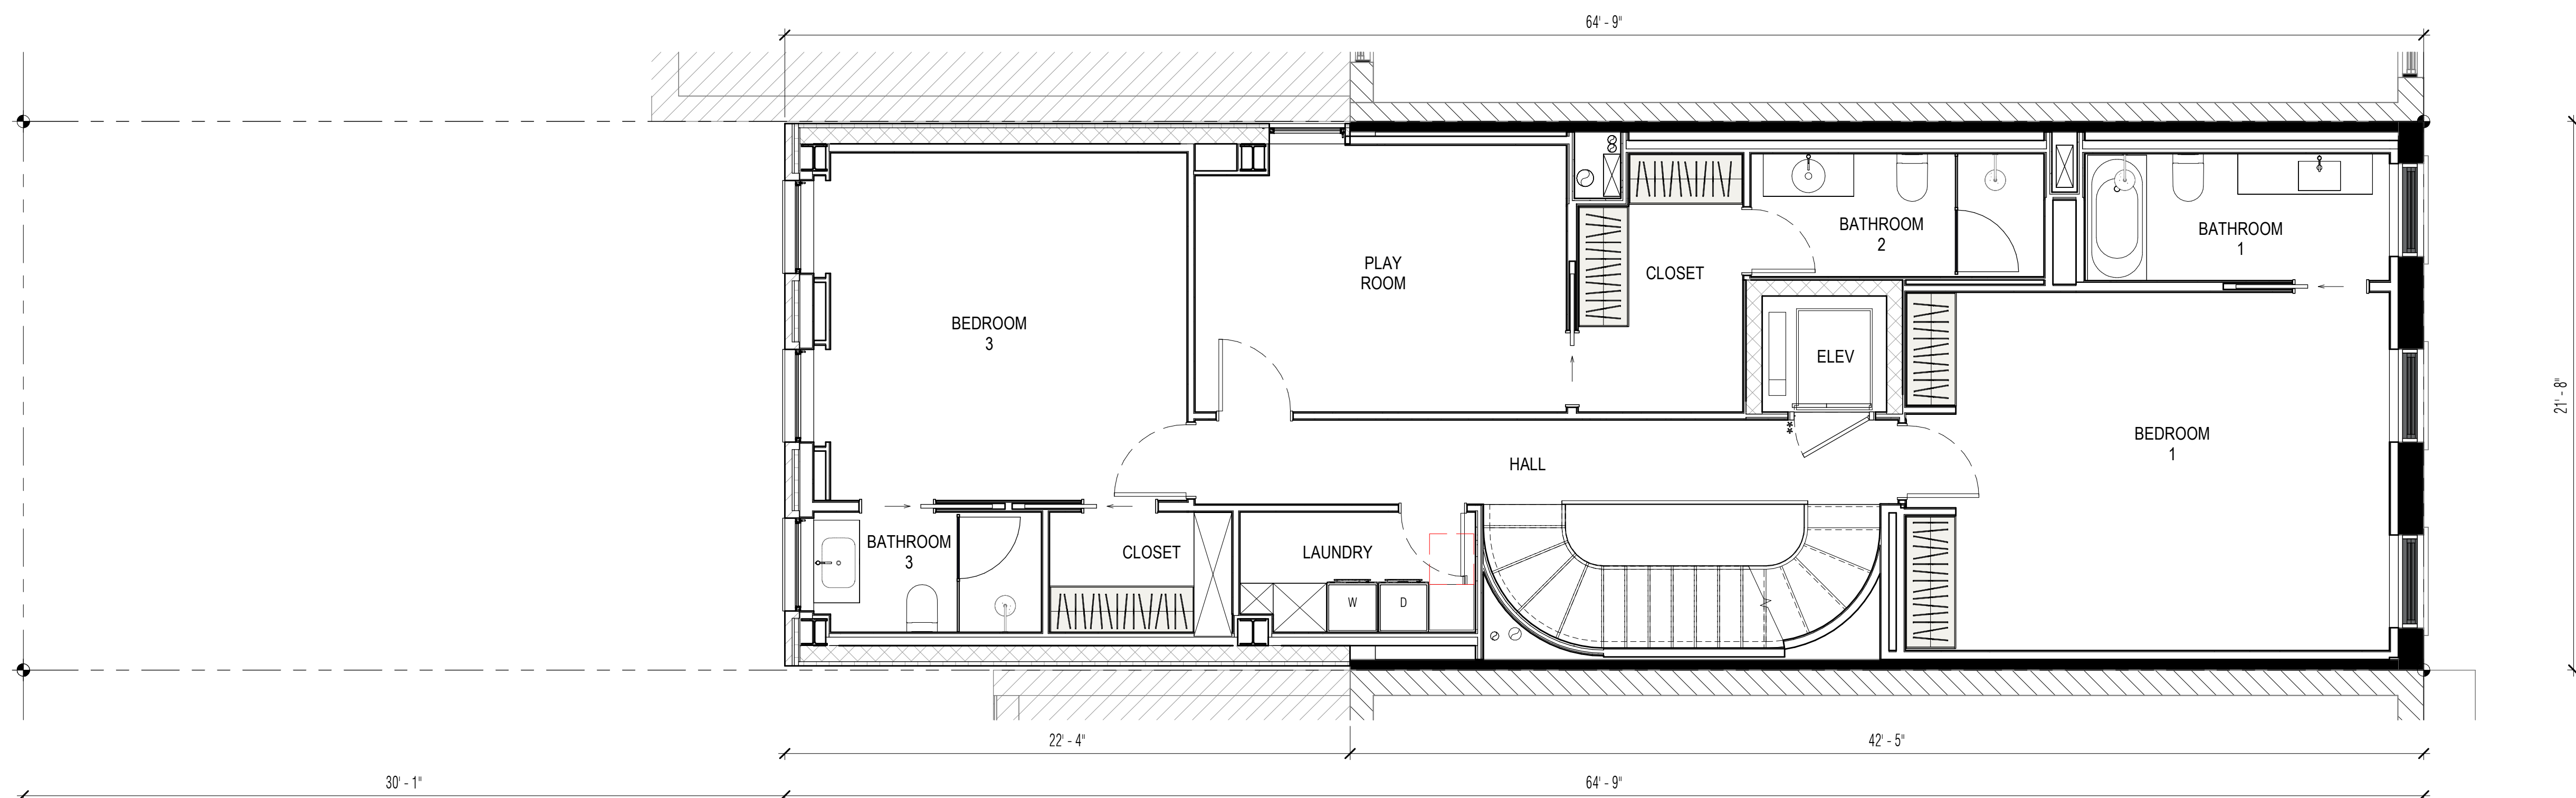 64' - 9"
BATHROOM
2
BATHROOM
1
PLAY
ROOM
CLOSET
BEDROOM
3
ELEV
21' - 8"
BEDROOM
1
HALL
BATHROOM
3
CLOSET
LAUNDRY
W
D
22' - 4"
42' - 5"
30' - 1"
64' - 9"